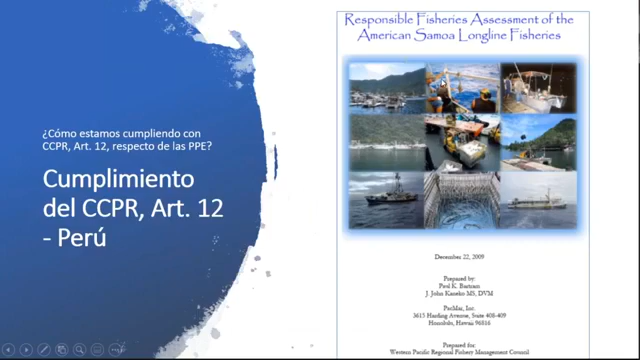 ¿Cómo estamos cumpliendo con
CCPR, Art. 12, respecto de las PPE?
Cumplimiento
del CCPR, Art. 12
- Perú
Responsible Fisheries Assessment of the
American Samoa Longline Fisheries
December 22, 2009
Prepared by:
Paul K. Bartram
J. John Kaneko MS, DVM
PacMar, Inc.
3615 Harding Avenue, Suite 408-409
Honolulu, Hawaii 96816
Prepared for:
Western Pacific Regional Fishery Management Council